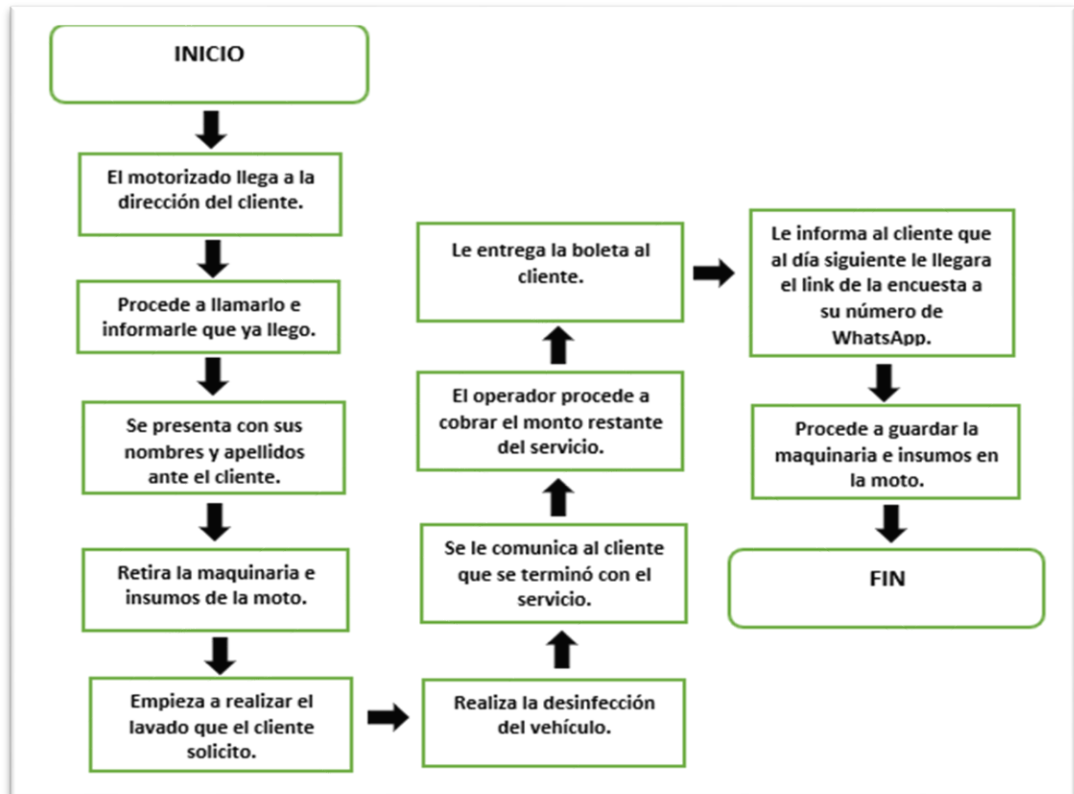 INICIO
El motorizado llega a la
dirección del cliente.
Procede a llamarlo e
informarle que ya llego.
Se presenta con sus
nombres y apellidos
ante el cliente.
Retira la maquinaria e
insumos de la moto.
Empieza a realizar el
lavado que el cliente
solicito.
Realiza la desinfección
del vehículo.
Se le comunica al cliente
que se terminó con el
servicio.
El operador procede a
cobrar el monto restante
del servicio.
Le entrega la boleta al
cliente.
Le informa al cliente que
al día siguiente le llegara
el link de la encuesta a
su número de
WhatsApp.
Procede a guardar la
maquinaria e insumos en
la moto.
FIN